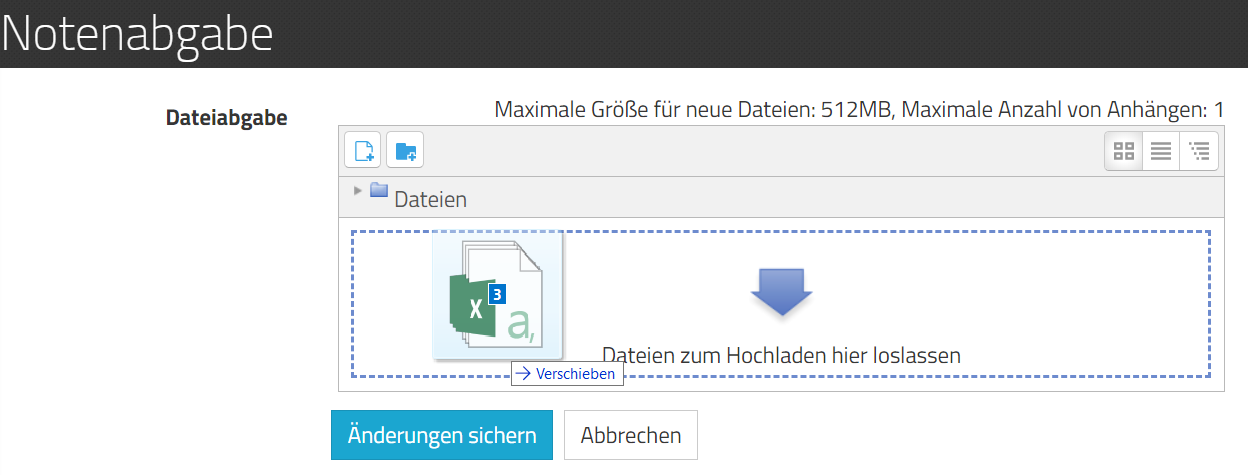 Notenabgabe
Dateiabgabe
Maximale Größe für neue Dateien: 512MB, Maximale Anzahl von Anhängen: 1
Dateien
X
3
a,
Dateien zum Hochladen hier loslassen
Verschieben
Änderungen sichern
Abbrechen